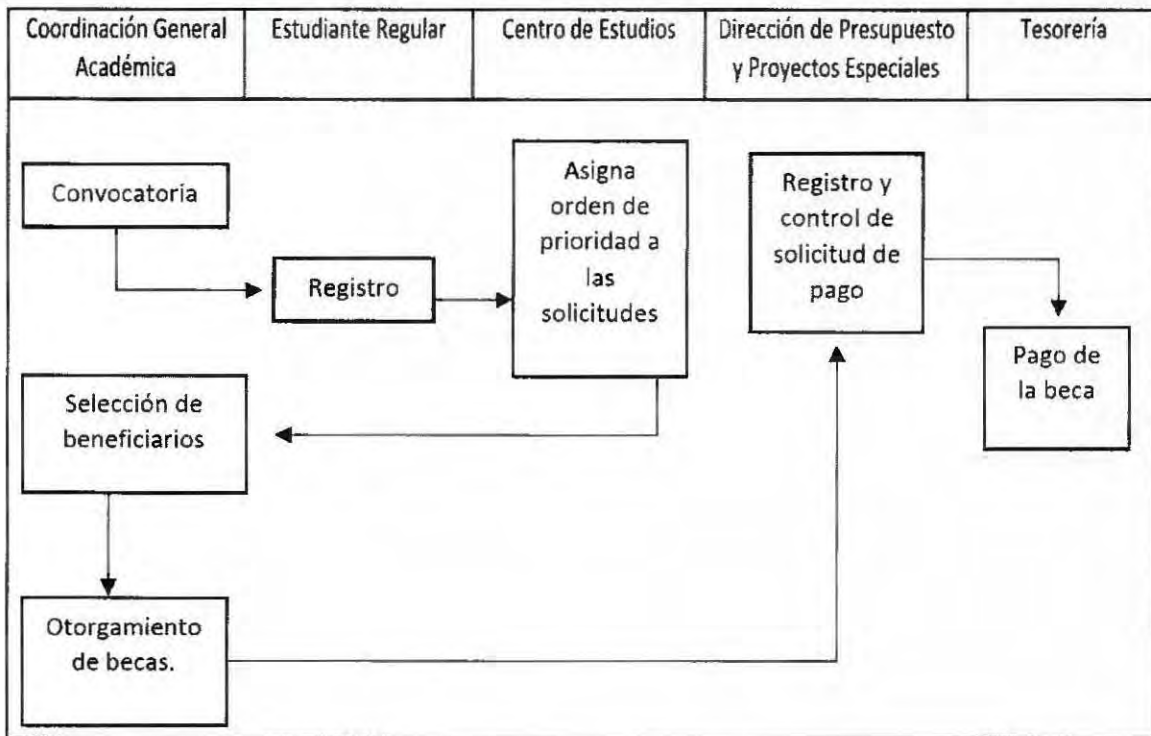 Coordinación General
Académica
Estudiante Regular
Centro de Estudios
Dirección de Presupuesto
y Proyectos Especiales
Tesorería
Convocatoria
Registro
Asigna
orden de
prioridad a
las
solicitudes
Registro y
control de
solicitud de
pago
Pago de
la beca
Selección de
beneficiarios
Otorgamiento
de becas.